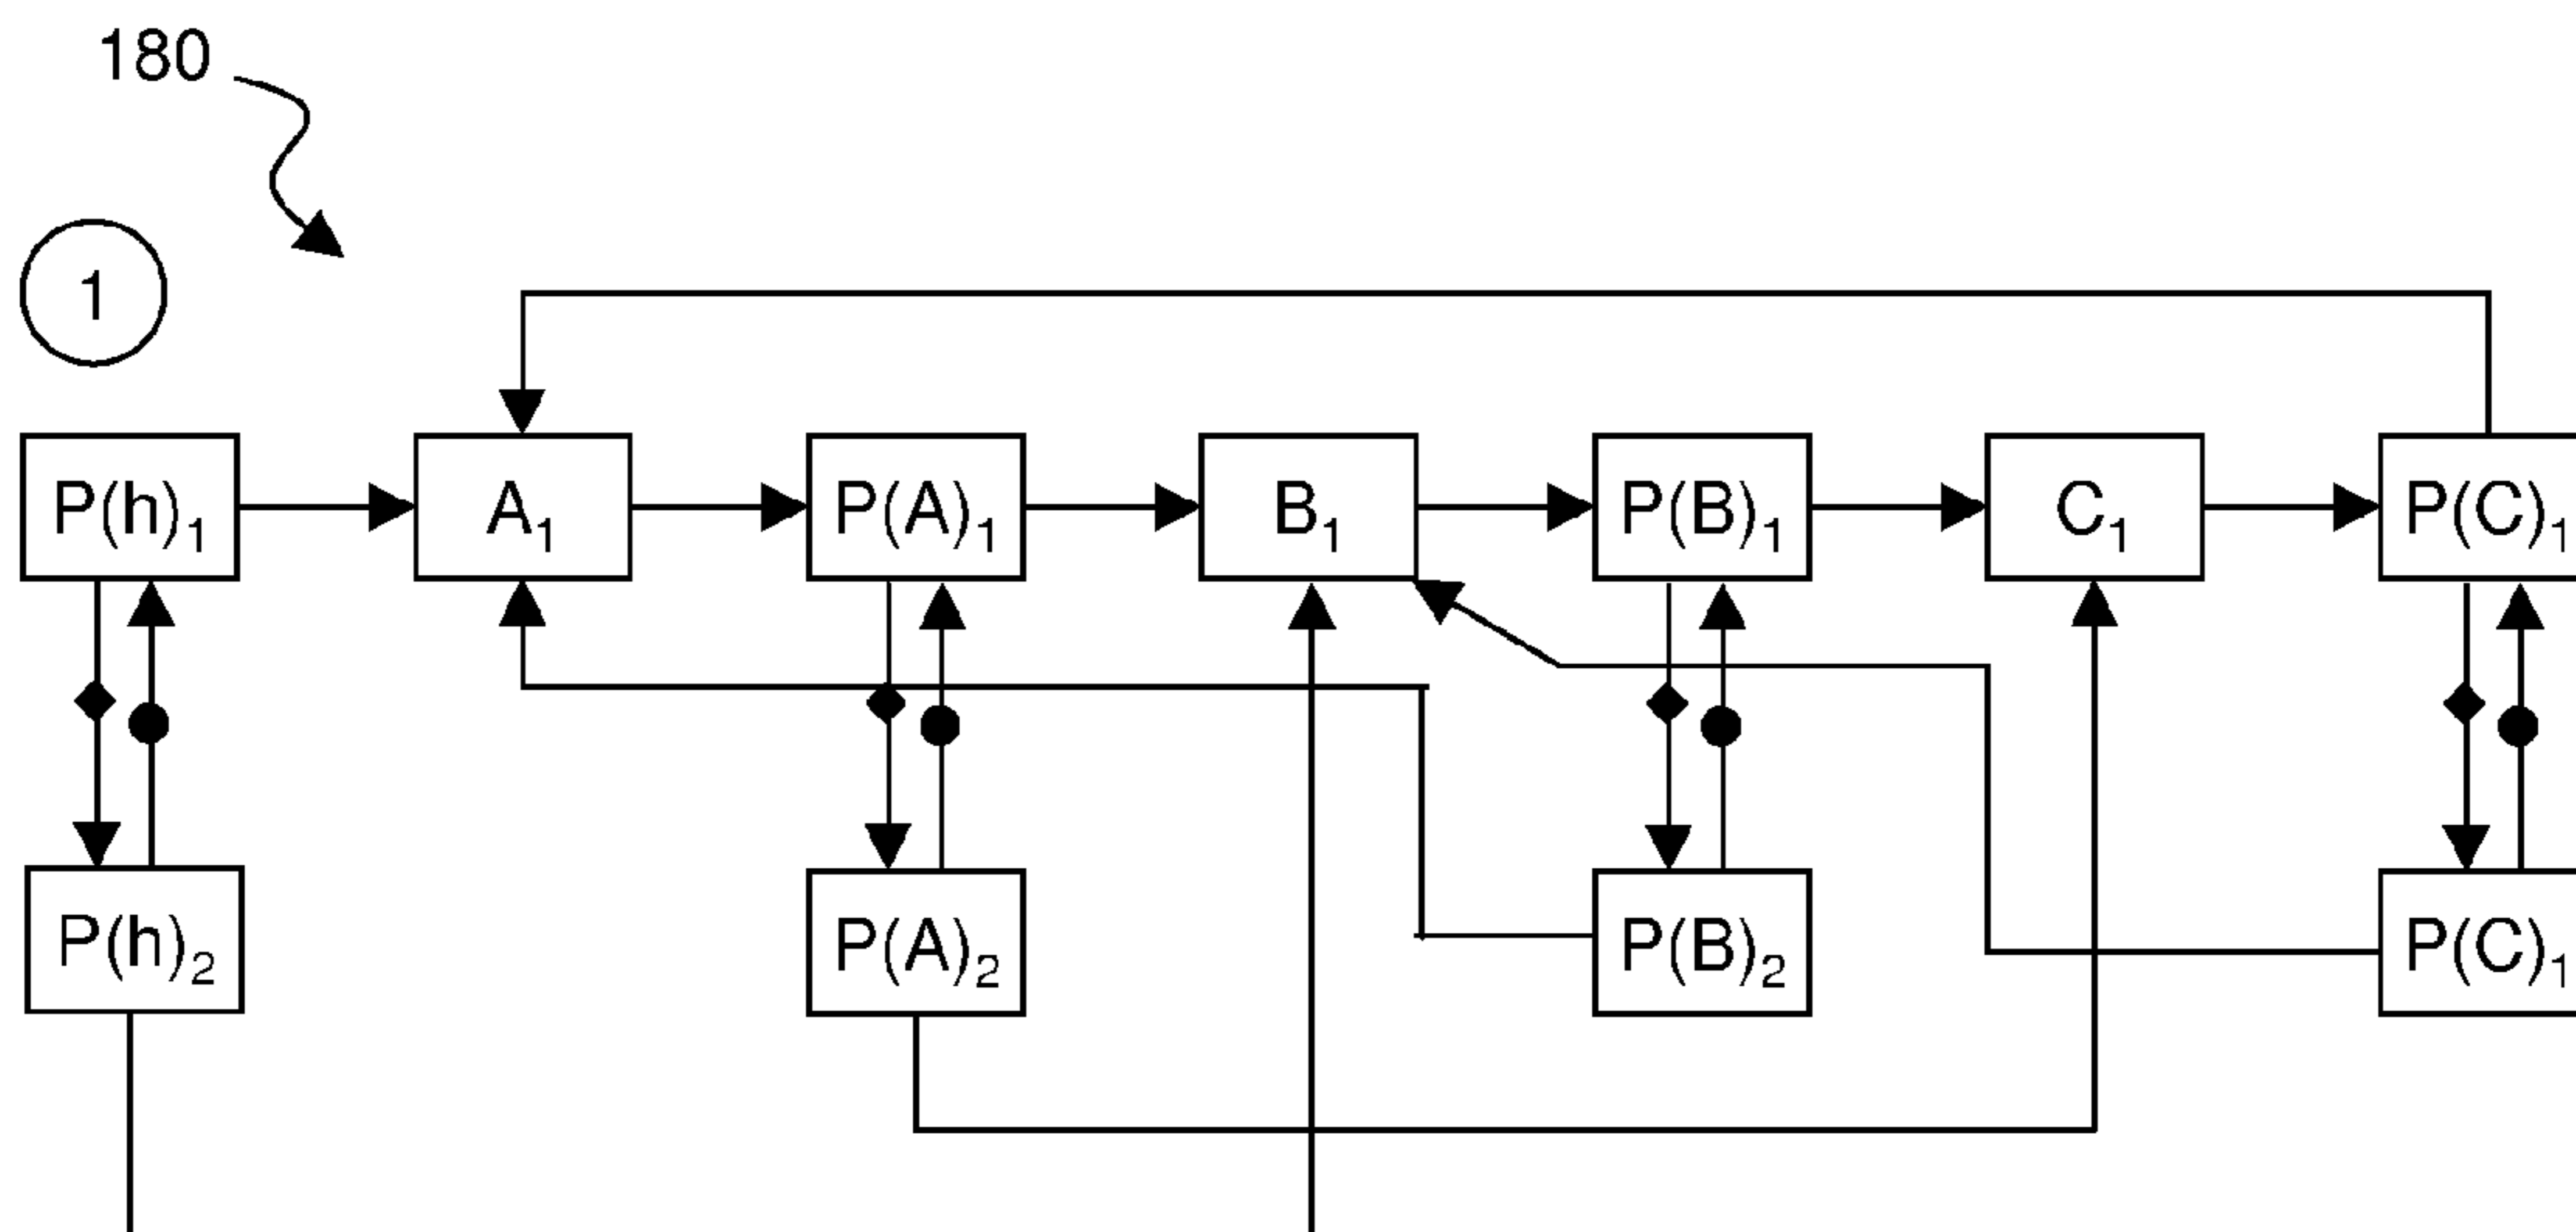 180
1
P(h)₁ A₁ P(A)₁ B₁ P(B)₁ C₁ P(C)₁
P(h)₂ P(A)₂ P(B)₂ P(C)₁